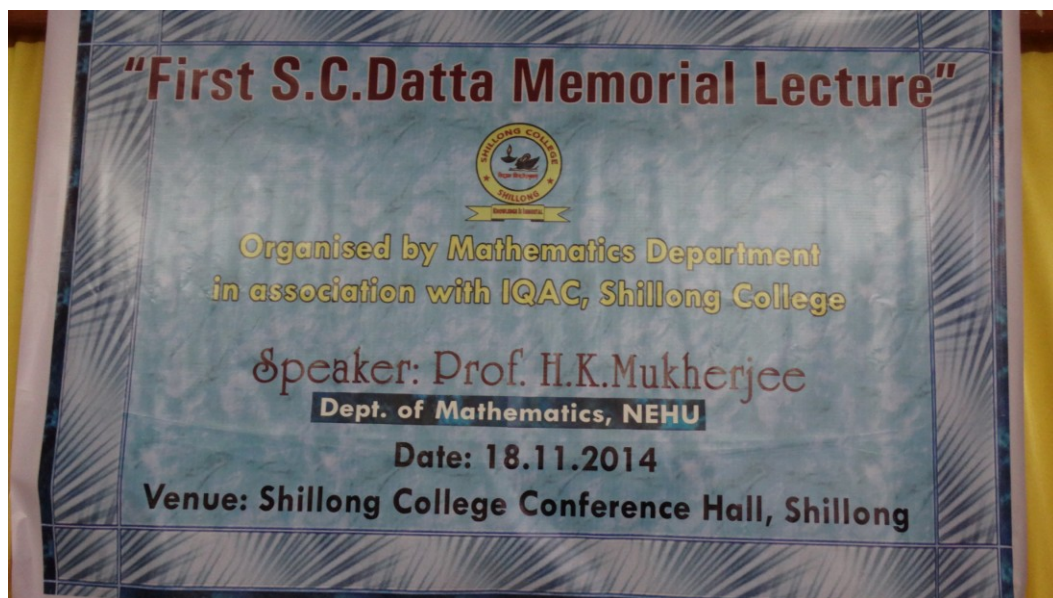 “First S.C.Datta Memorial Lecture”
SHILLONG COLLEGE
SHILLONG
Organised by Mathematics Department
in association with IQAC, Shillong College
Speaker: Prof. H.K.Mukherjee
Dept. of Mathematics, NEHU
Date: 18.11.2014
Venue: Shillong College Conference Hall, Shillong